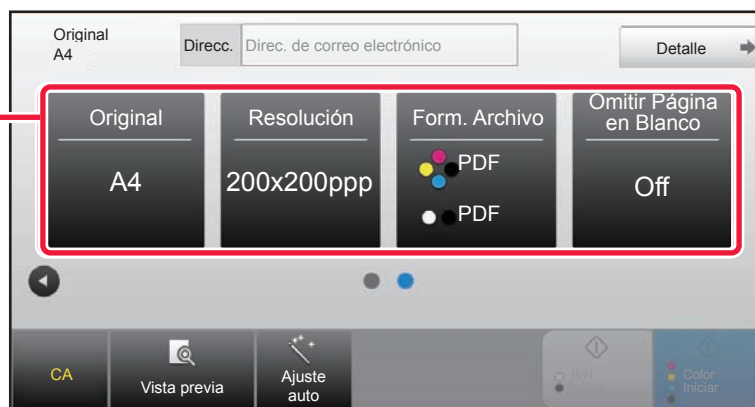 Original
A4
Direcc.
Direc. de correo electrónico
Detalle
Original
Resolución
Form. Archivo
Omitir Página
en Blanco
A4
200x200ppp
PDF
PDF
Off
CA
Vista previa
Ajuste
auto
B/N
Iniciar
Color
Iniciar